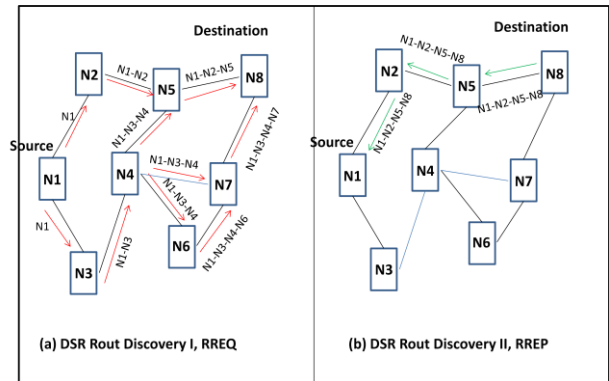 Destination
N2
N1-N2
N5
N1-N2-N5
N8
N1
N1-N3-N4
Source
N1
N4
N1-N3-N4
N1-N3-N4-N7
N7
N1-N3-N4
N1
N3
N1-N3
N6
N1-N3-N4-N6
(a) DSR Rout Discovery I, RREQ
Destination
N1-N2-N5-N8
N2
N5
N8
N1-N2-N5-N8
N1-N2-N5-N8
Source
N1
N4
N7
N6
N3
(b) DSR Rout Discovery II, RREP